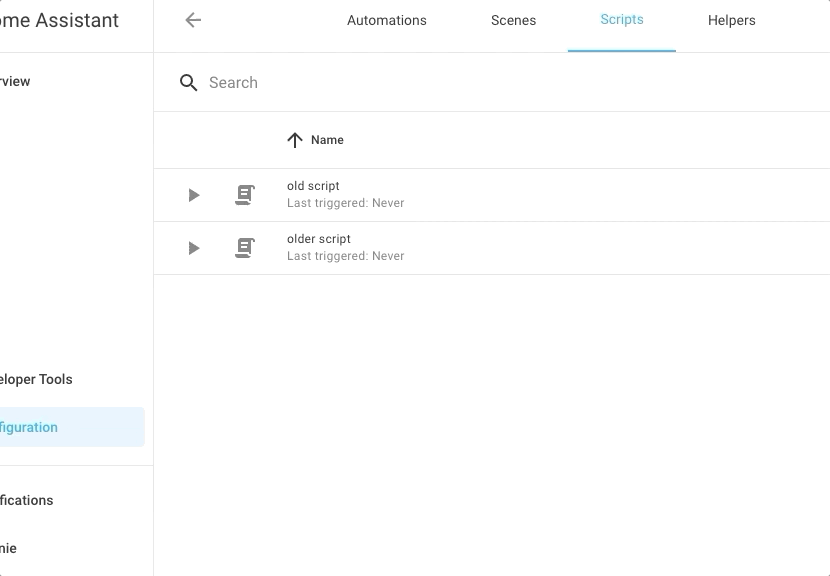 ome Assistant
Automations
Scenes
Scripts
Helpers
rview
Search
Name
old script
Last triggered: Never
older script
Last triggered: Never
eloper Tools
figuration
fications
nie